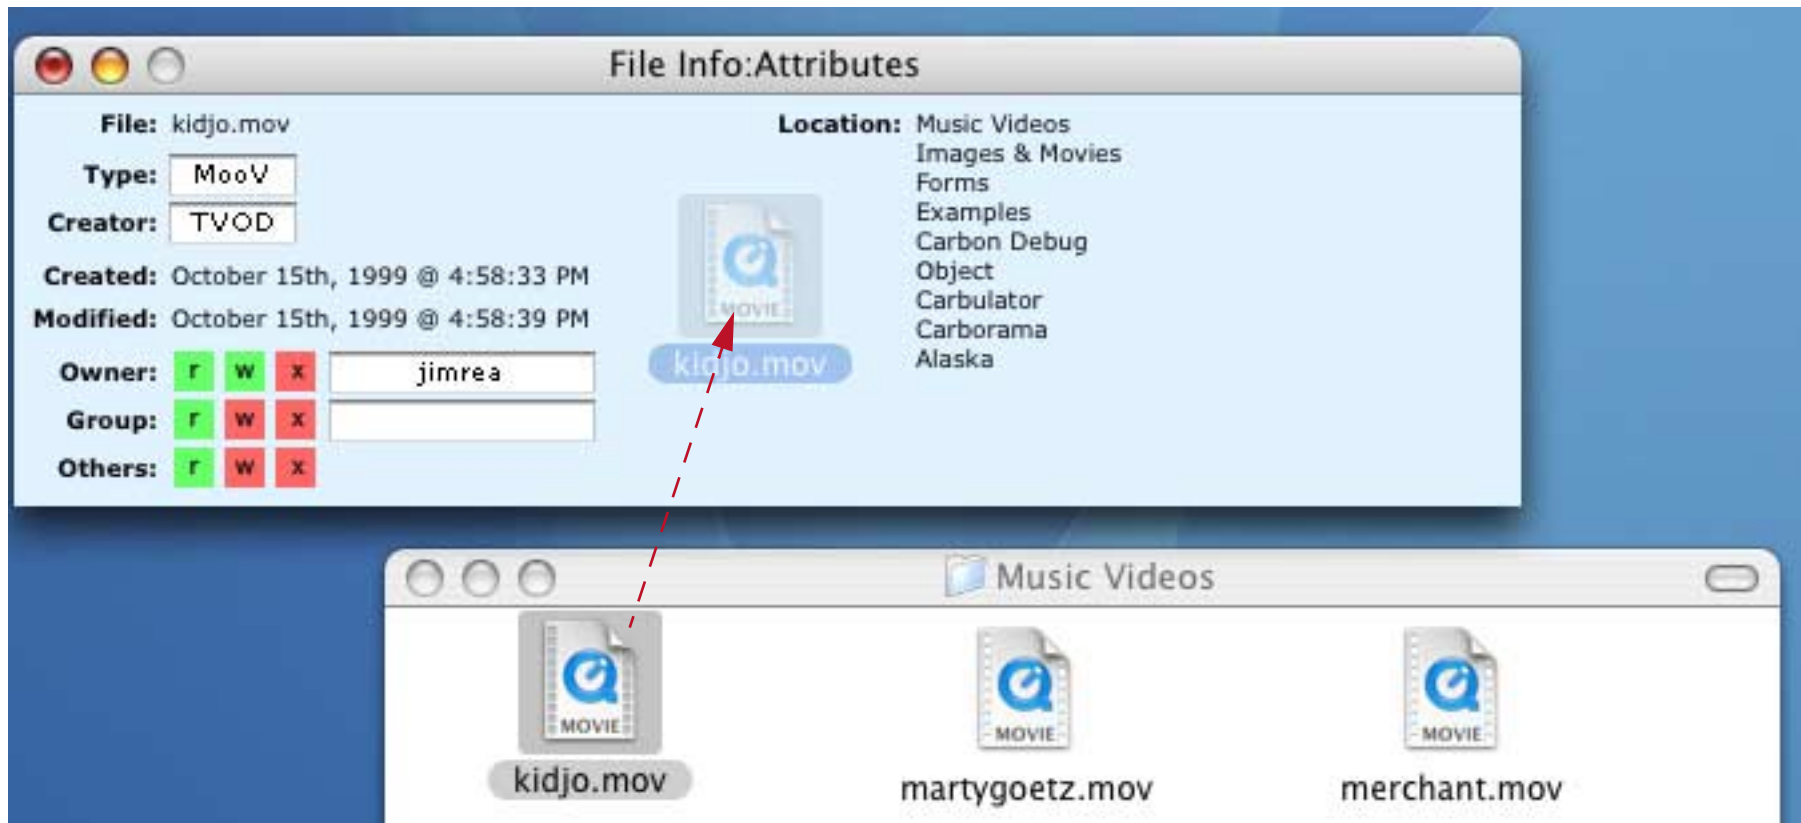 File Info:Attributes
File: kidjo.mov
Type: MooV
Creator: TVOD
Created: October 15th, 1999 @ 4:58:33 PM
Modified: October 15th, 1999 @ 4:58:39 PM
Owner: r w x jimrea
Group: r w x
Others: r w x
MOVIE
kidjo.mov
Location: Music Videos
Images & Movies
Forms
Examples
Carbon Debug
Object
Carbulator
Carborama
Alaska
Music Videos
MOVIE
kidjo.mov
MOVIE
martygoetz.mov
MOVIE
merchant.mov